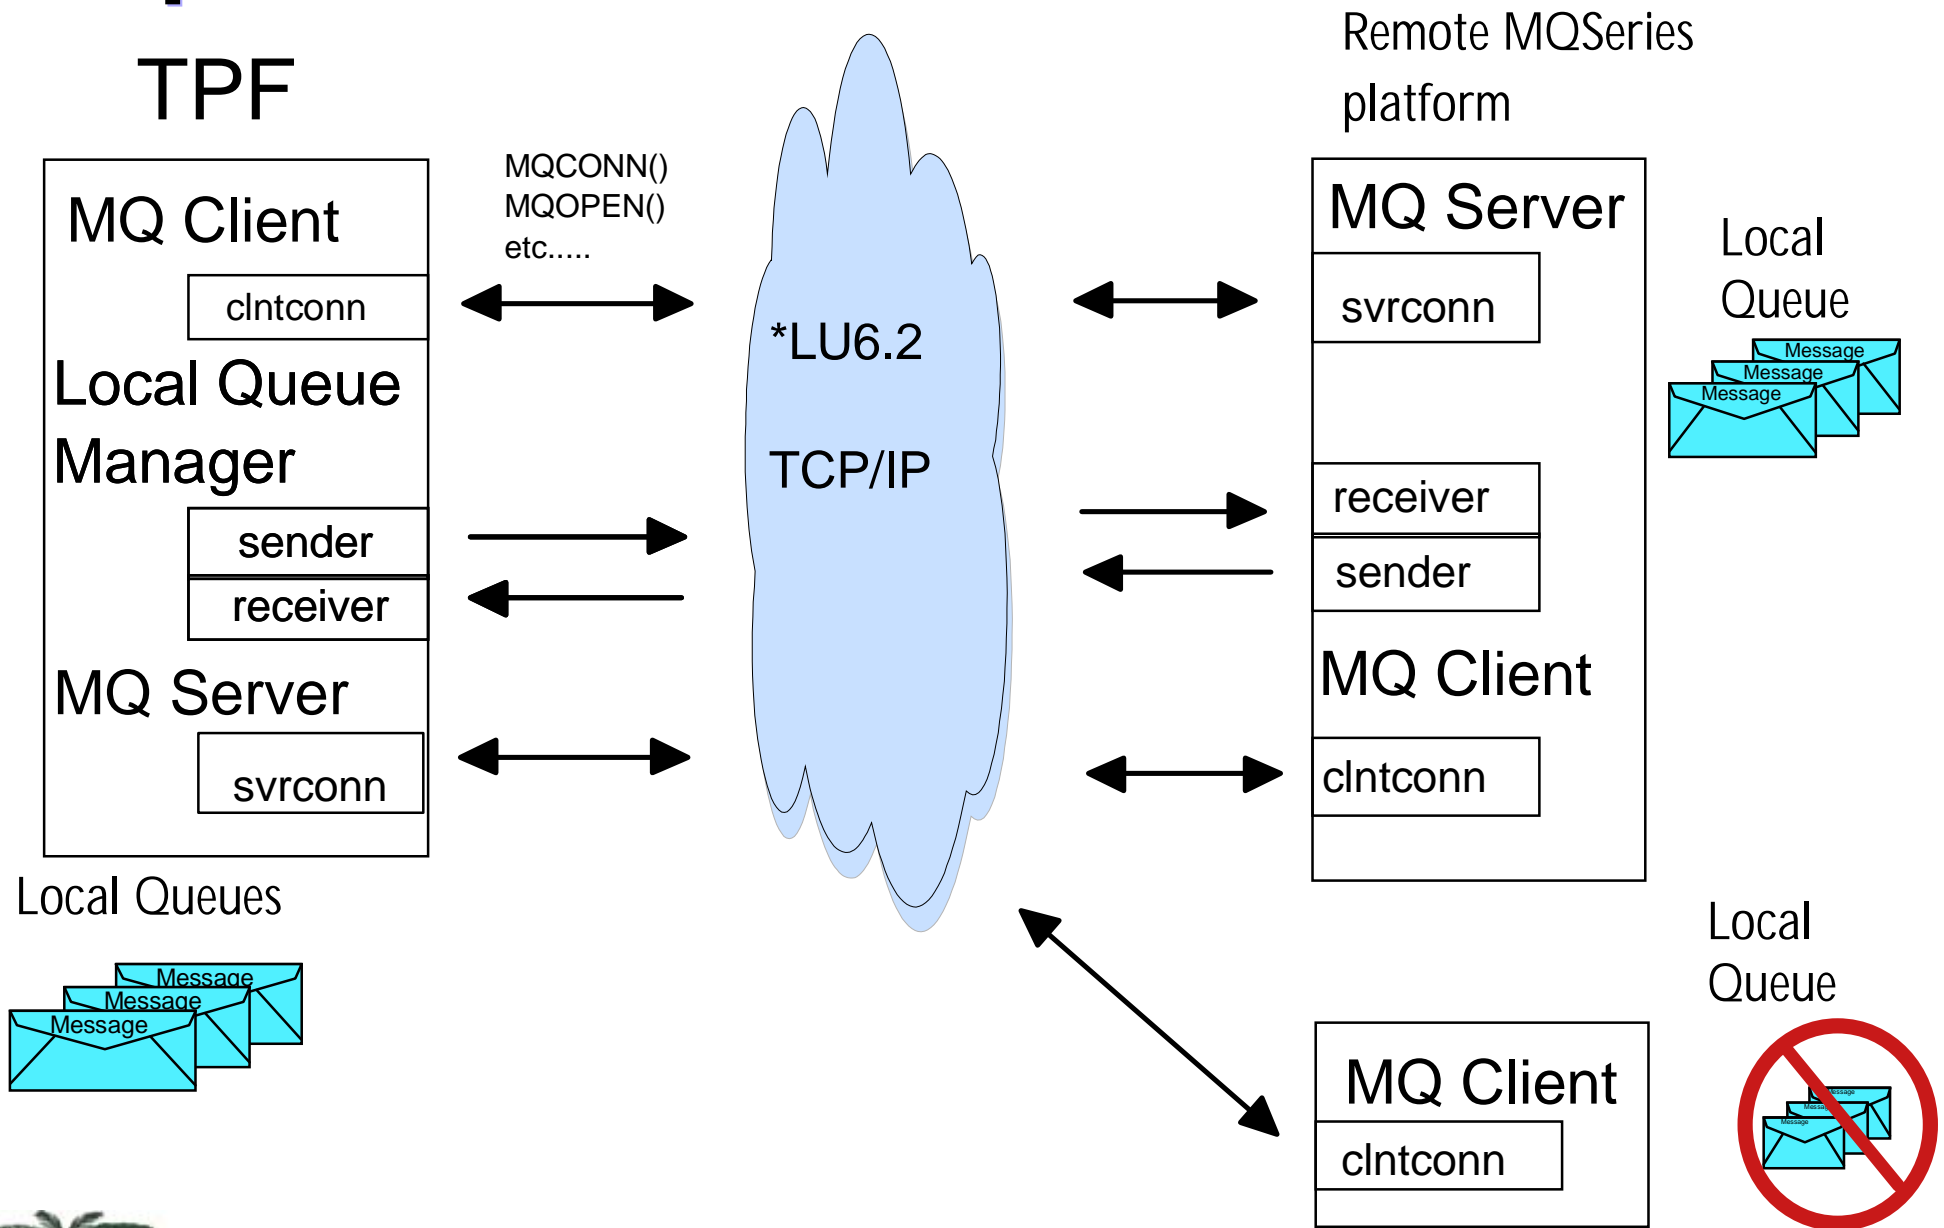 TPF
MQ Client
clntconn
Local Queue
Manager
sender
receiver
MQ Server
svrconn
Local Queues
Message
Message
Message
MQCONN()
MQOPEN()
etc.....
*LU6.2
TCP/IP
Remote MQSeries
platform
MQ Server
svrconn
receiver
sender
MQ Client
clntconn
Local
Queue
Message
Message
Message
MQ Client
clntconn
Local
Queue
Message